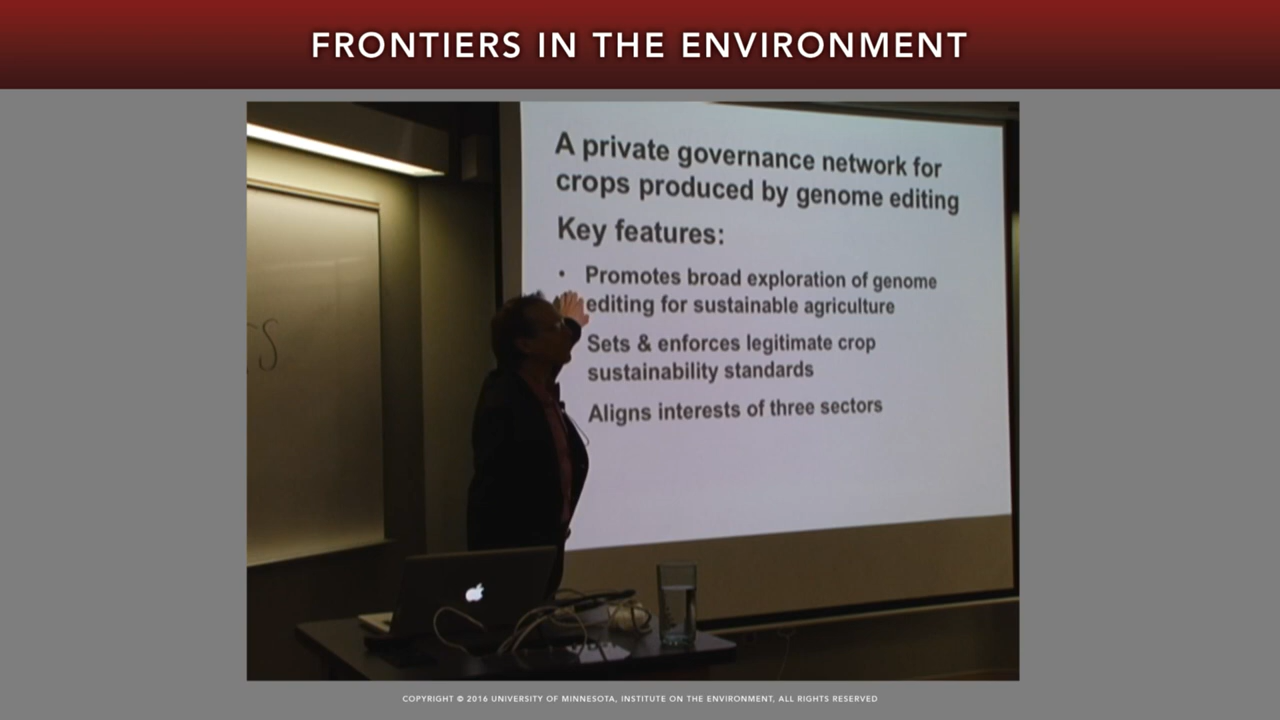 FRONTIERS IN THE ENVIRONMENT
A private governance network for
crops produced by genome editing
Key features:
• Promotes broad exploration of genome
editing for sustainable agriculture
Sets & enforces legitimate crop
sustainability standards
Aligns interests of three sectors
COPYRIGHT © 2016 UNIVERSITY OF MINNESOTA, INSTITUTE ON THE ENVIRONMENT, ALL RIGHTS RESERVED